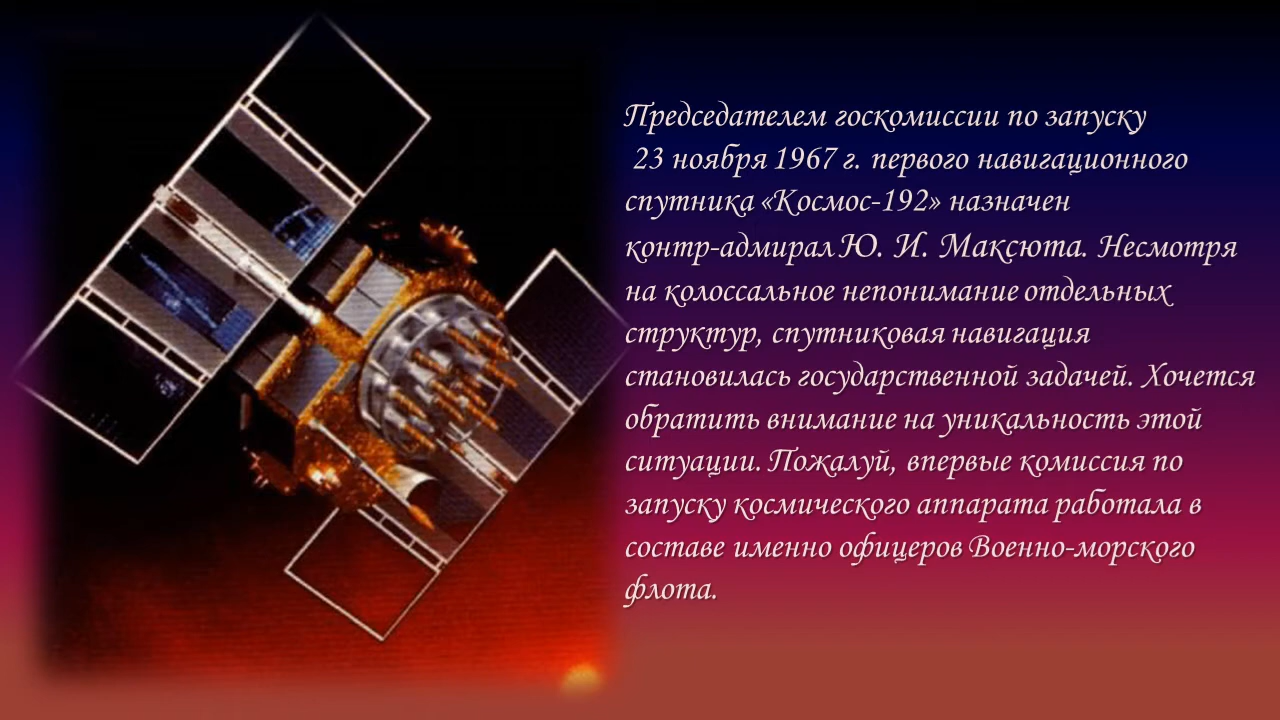 Председателем госкомиссии по запуску
23 ноября 1967 г. первого навигационного
спутника «Космос-192» назначен
контр-адмирал Ю. И. Максюта. Несмотря
на колоссальное непонимание отдельных
структур, спутниковая навигация
становилась государственной задачей. Хочется
обратить внимание на уникальность этой
ситуации. Пожалуй, впервые комиссия по
запуску космического аппарата работала в
составе именно офицеров Военно-морского
флота.